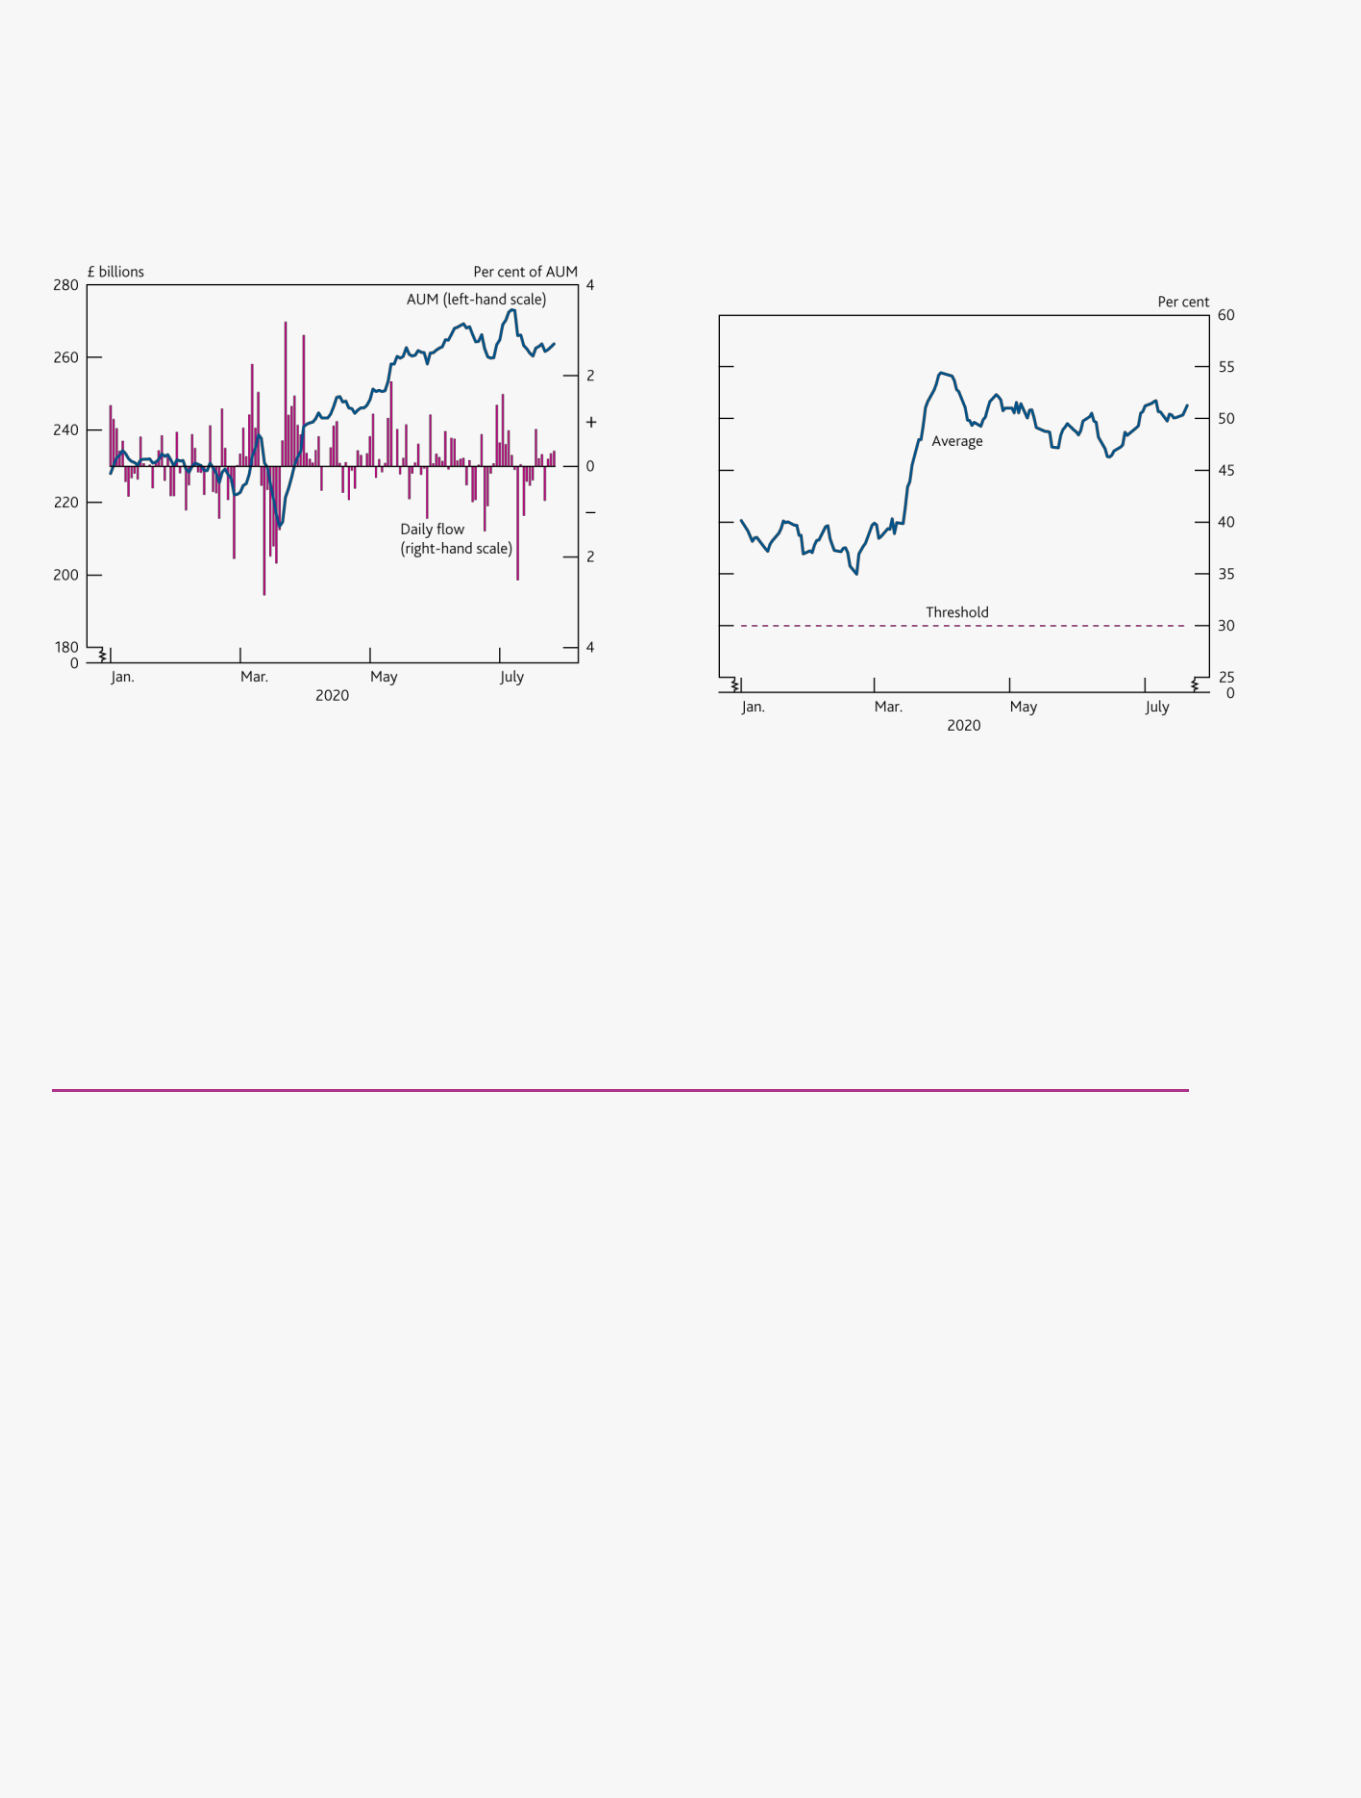 £ billions
Per cent of AUM
280
260
240
220
200
180
0
4
2
+
0
–
2
4
AUM (left-hand scale)
Daily flow
(right-hand scale)
Jan.
Mar.
May
July
2020
Per cent
60
55
50
45
40
35
30
25
0
Average
Threshold
Jan.
Mar.
May
July
2020